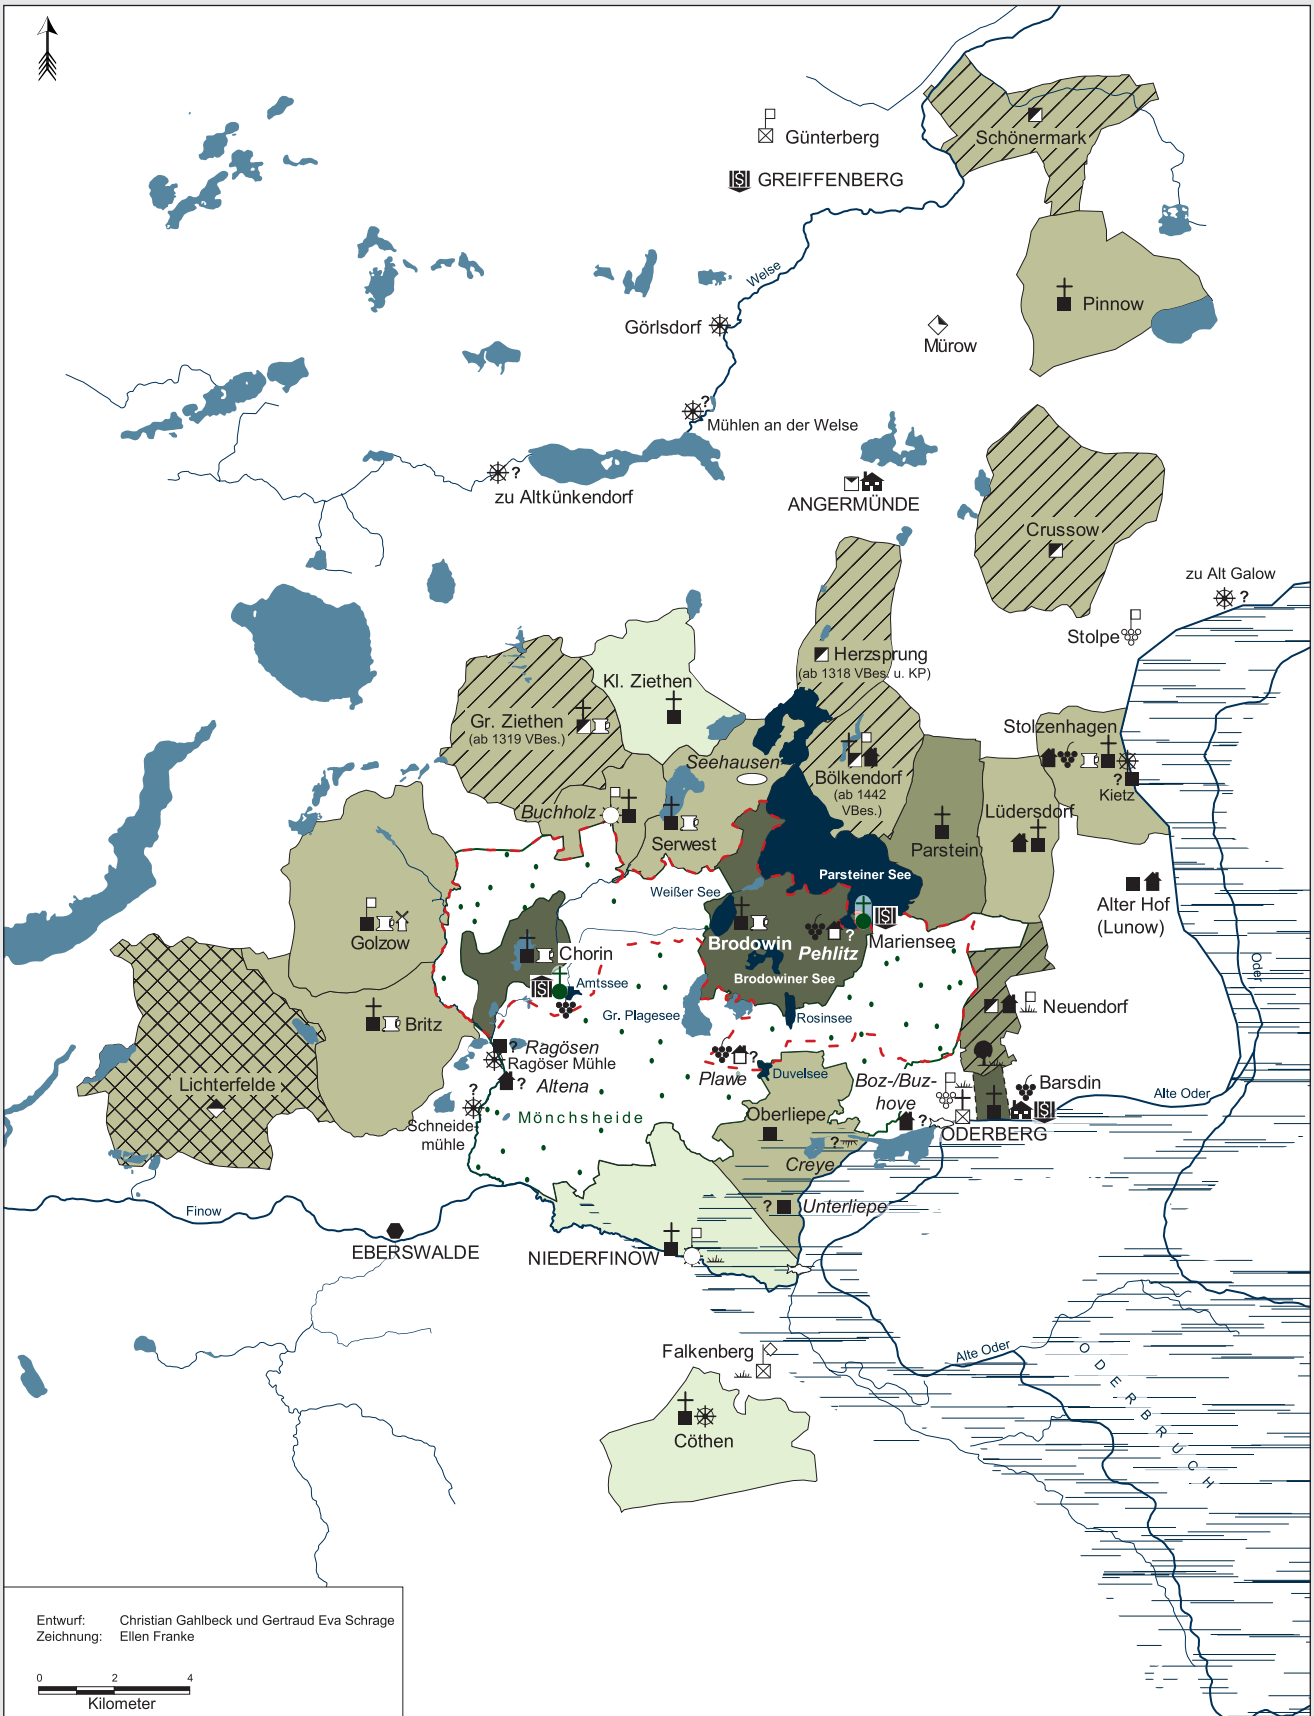 Günterberg
Schönermark
GREIFFENBERG
Welse
Pinnow
Görlsdorf
Mürow
?
Mühlen an der Welse
?
zu Altkünkendorf
ANGERMÜNDE
Crussow
zu Alt Galow
?
Stolpe
Herzsprung
(ab 1318 VBes. u. KP)
Kl. Ziethen
Gr. Ziethen
(ab 1319 VBes.)
Stolzenhagen
Seehausen
Bölkendorf
(ab 1442
VBes.)
?
Kietz
Buchholz
Lüdersdorf
Serwest
Parstein
Parsteiner See
Weißer See
Alter Hof
(Lunow)
Golzow
Brodowin
Pehlitz
?
Mariensee
Chorin
Oder
Amtssee
Brodowiner See
Gr. Plagesee
Rosinsee
Neuendorf
Britz
? Ragösen
Ragöser Mühle
? Altena
?
Plawe
Duvelsee
Boz-/Buz-
hove
?
Barsdin
Alte Oder
Lichterfelde
?
Schneide-
mühle
Mönchsheide
Oberliepe
ODERBERG
?
Creye
? Unterliepe
Finow
EBERSWALDE
NIEDERFINOW
Falkenberg
Alte Oder
ODERBRUCH
Cöthen
Entwurf: Christian Gahlbeck und Gertraud Eva Schrage
Zeichnung: Ellen Franke
0 2 4
Kilometer